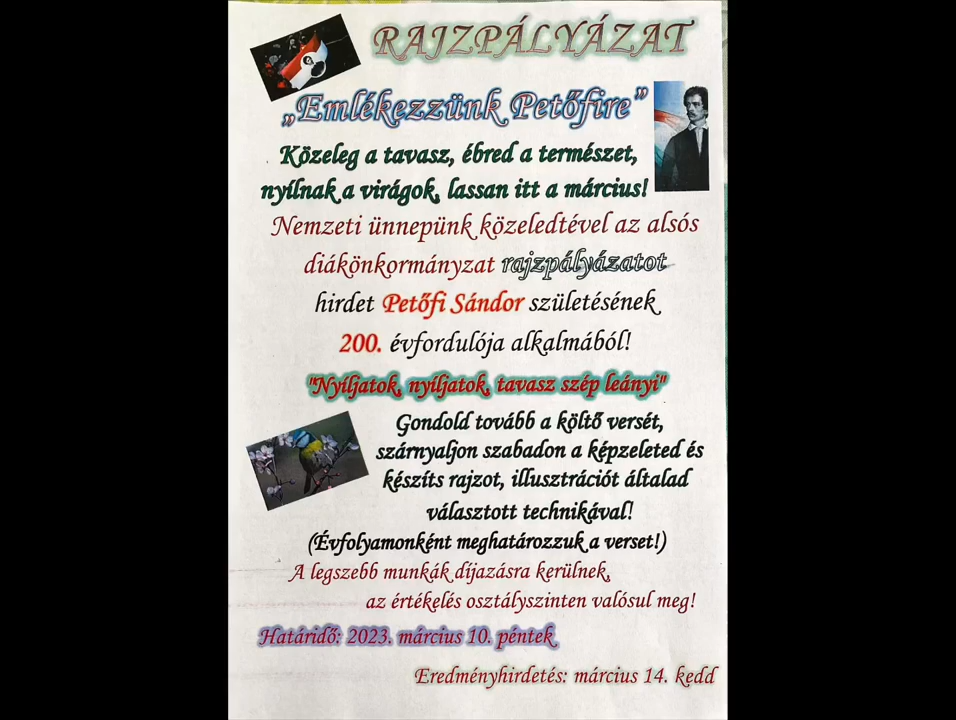 RAJZPÁLYÁZAT
„Emlékezzünk Petőfire”
Közeleg a tavasz, ébred a természet,
nyílnak a virágok, lassan itt a március!
Nemzeti ünnepünk közeledtével az alsós
diákönkormányzat rajzpályázatot
hirdet Petőfi Sándor születésének
200. évfordulója alkalmából!
"Nyíljatok, nyíljatok, tavasz szép leányi"
Gondold tovább a költő versét,
szárnyaljon szabadon a képzeleted és
készíts rajzot, illusztrációt általad
választott technikával!
(Évfolyamonként meghatározzuk a verset!)
A legszebb munkák díjazásra kerülnek,
az értékelés osztályszinten valósul meg!
Határidő: 2023. március 10. péntek
Eredményhirdetés: március 14. kedd